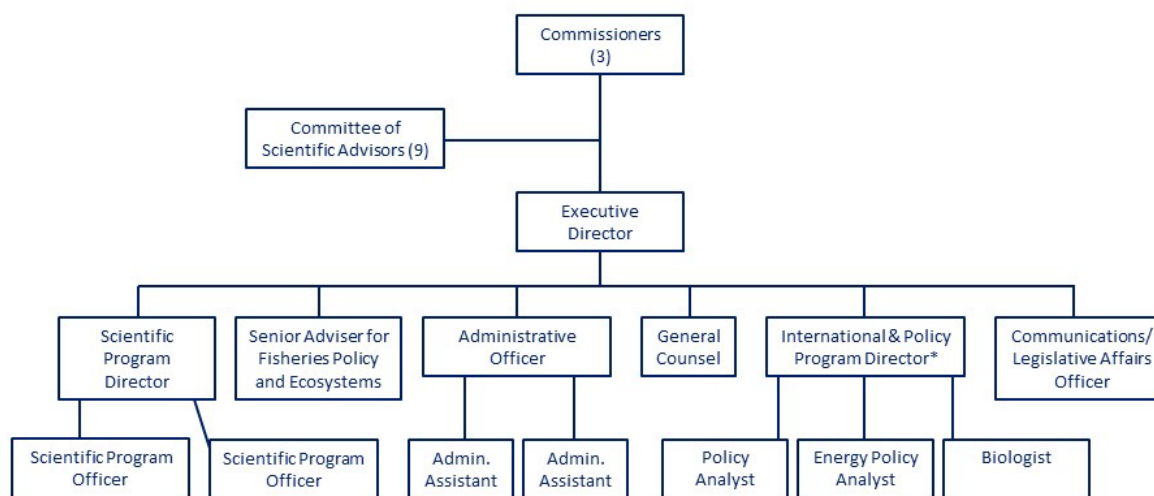 Commissioners
(3)
Committee of
Scientific Advisors (9)
Executive
Director
Scientific
Program
Director
Senior Adviser for
Fisheries Policy
and Ecosystems
Administrative
Officer
General
Counsel
International & Policy
Program Director*
Communications/
Legislative Affairs
Officer
Scientific Program
Officer
Scientific Program
Officer
Admin.
Assistant
Admin.
Assistant
Policy
Analyst
Energy Policy
Analyst
Biologist